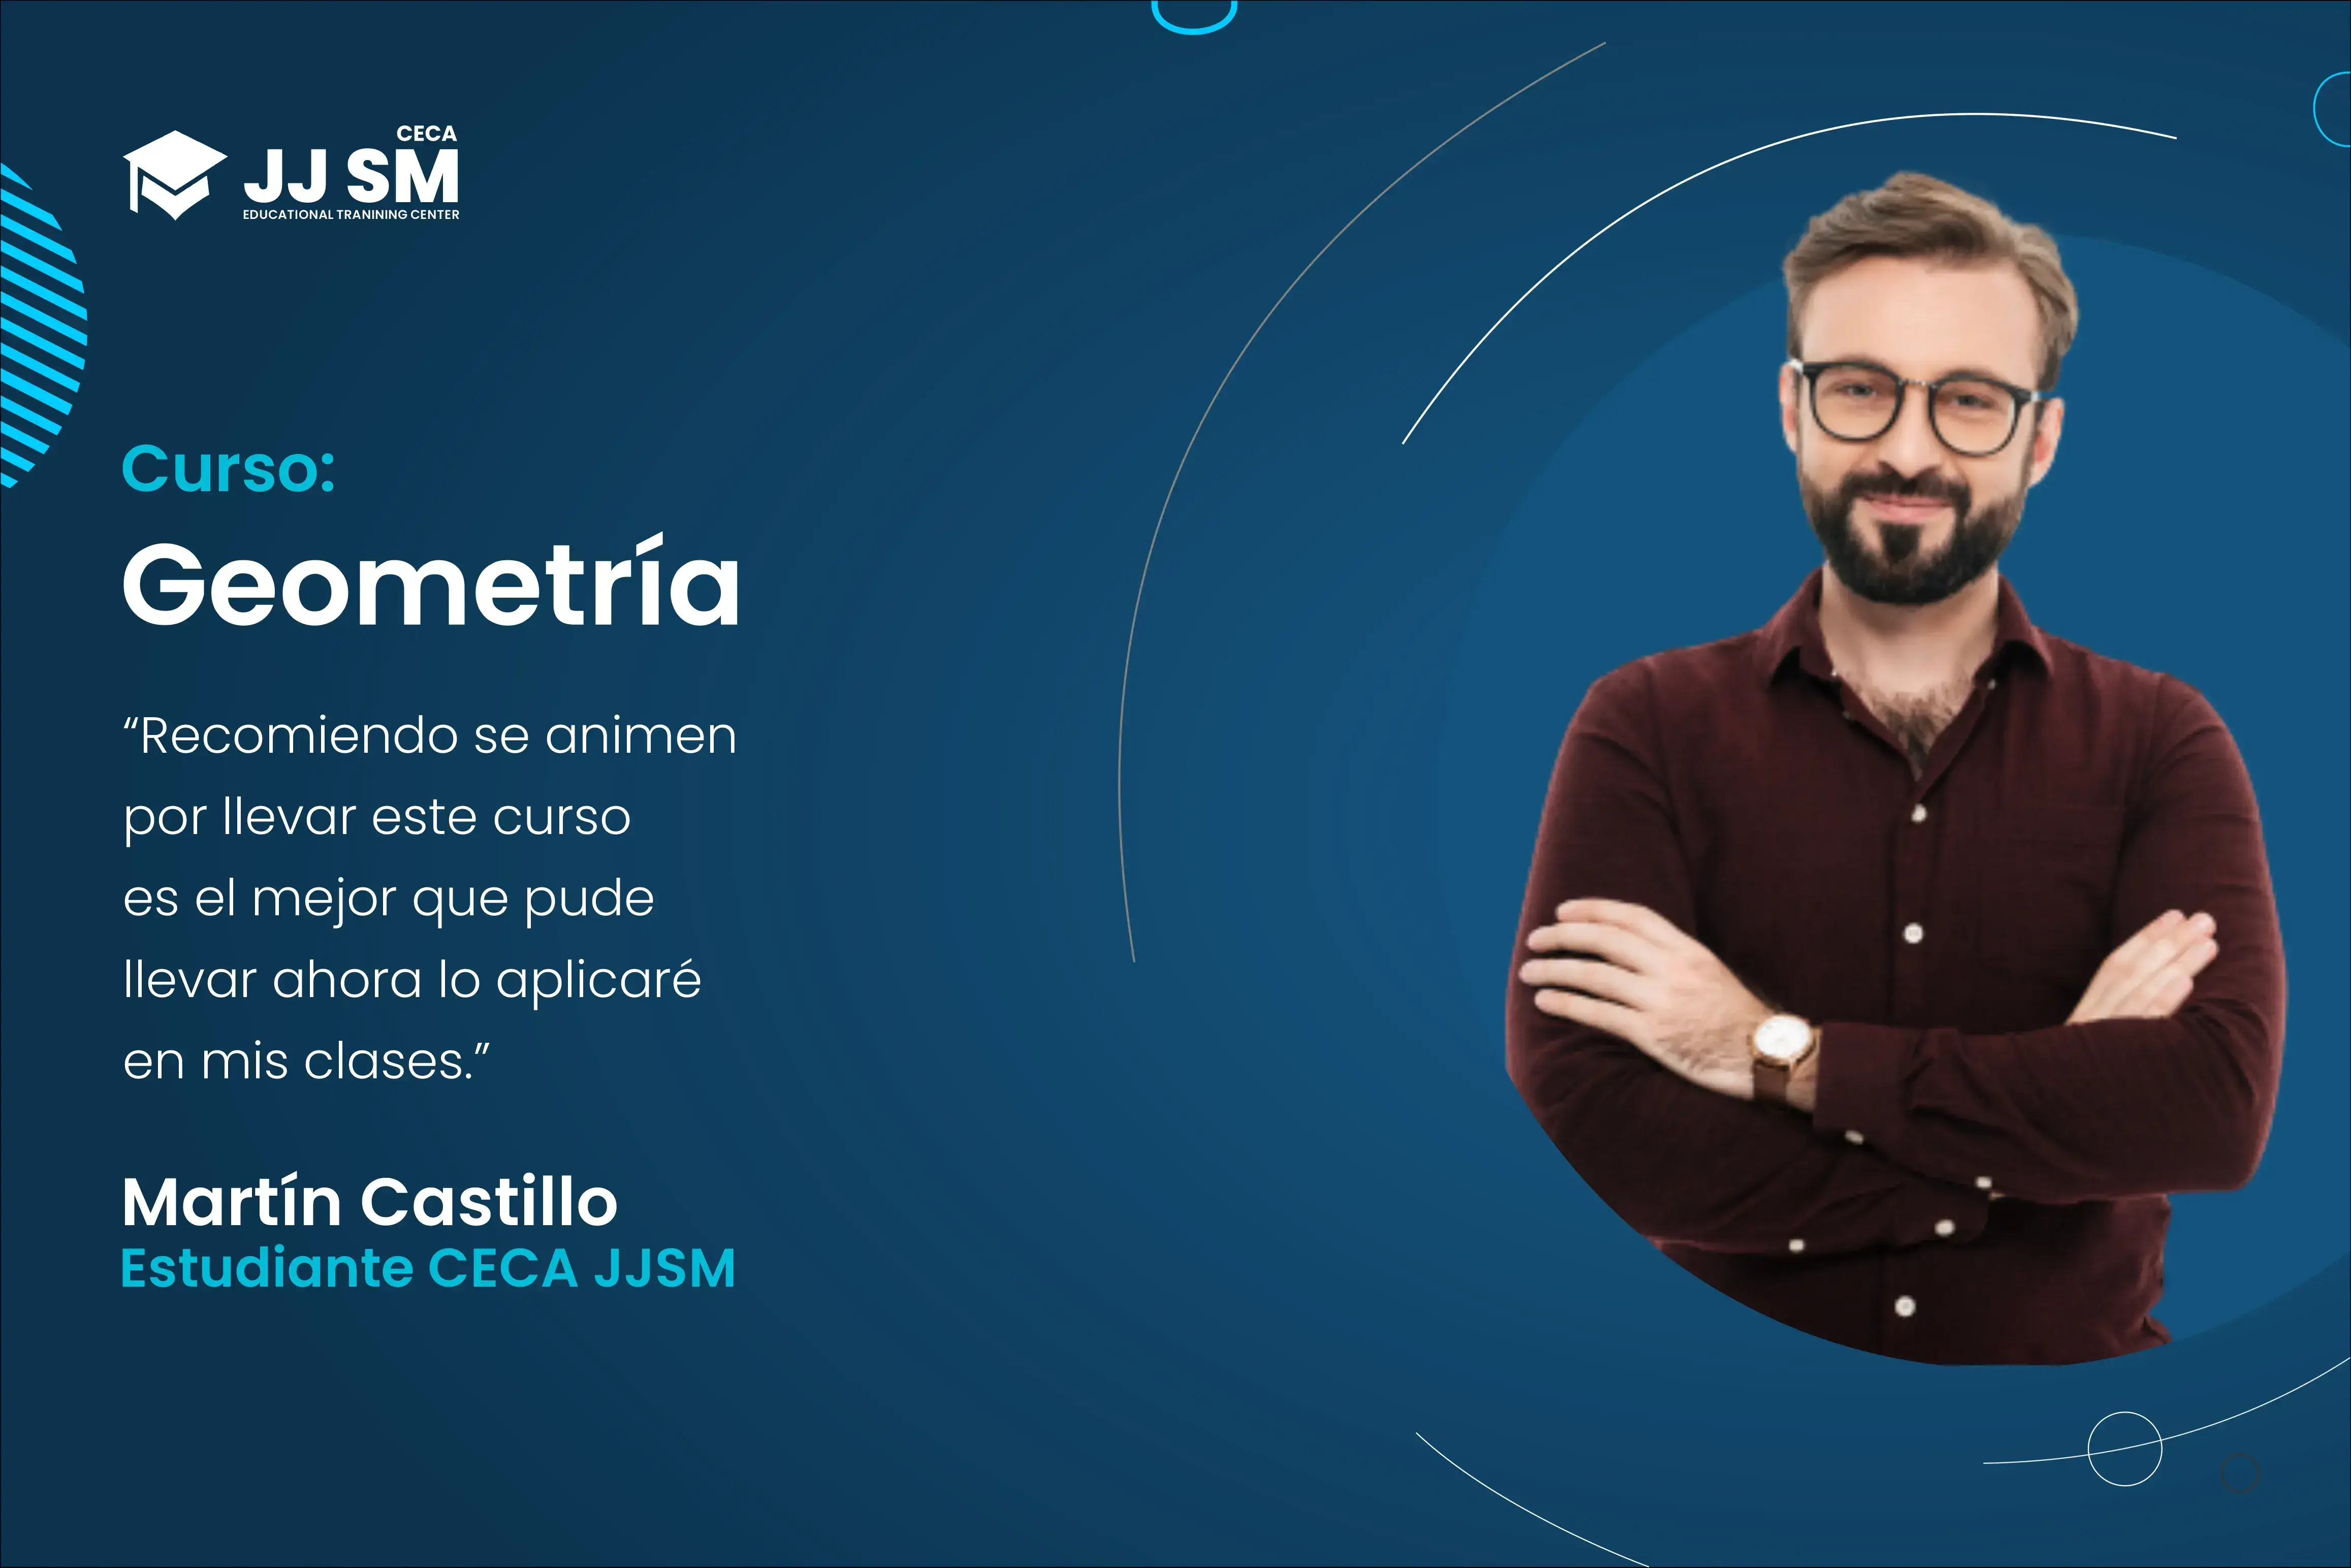 CECA
JJ SM
EDUCATIONAL TRANINING CENTER
Curso:
Geometría
“Recomiendo se animen
por llevar este curso
es el mejor que pude
llevar ahora lo aplicaré
en mis clases.”
Martín Castillo
Estudiante CECA JJSM